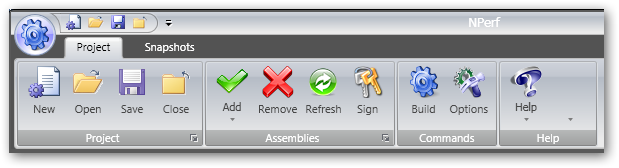 NPerf
Project Snapshots
New Open Save Close Add Remove Refresh Sign Build Options Help
Project Assemblies Commands Help